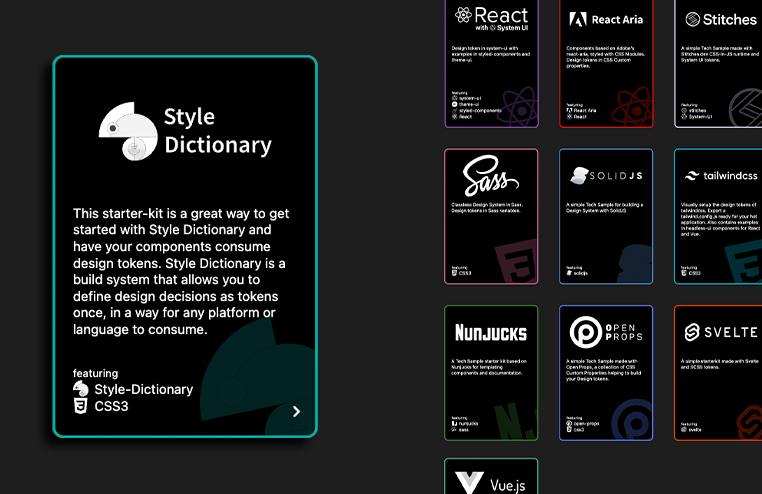 Style
Dictionary
This starter-kit is a great way to get
started with Style Dictionary and
have your components consume
design tokens. Style Dictionary is a
build system that allows you to
define design decisions as tokens
once, in a way for any platform or
language to consume.
featuring
Style-Dictionary
CSS3
React
with System UI
Design token in system-ui with
examples in styled-components and
theme-ui
featuring
system-ui
theme-ui
styled-components
React
React Aria
Components based on Adobe's
react-aria, styled with CSS Modules.
Design tokens in CSS Custom
properties.
featuring
React Aria
React
Stitches
A simple Tech Sample made with
Stitches dev CSS-in-JS runtime and
System UI tokens.
featuring
stitches
System-UI
Sass
Classless Design System in Sass.
Design tokens in Sass variables.
featuring
CSS3
SOLIDJS
A simple Tech Sample for building a
Design System with SolidJS
featuring
solidjs
tailwindcss
Visually setup the design tokens of
tailwindcss. Export a
tailwind.config.js ready for your next
application. Also contains examples
in headless-ui components for React
and Vue.
featuring
CSS3
NUNJUCKS
A Tech Sample starter kit based on
Nunjucks for templating
components and documentation.
featuring
nunjucks
sass
OPEN
PROPS
A simple Tech Sample made with
Open Props, a collection of CSS
Custom Properties helping to build
your Design tokens.
featuring
open-props
css3
SVELTE
A simple starterkit made with Svelte
and SCSS tokens.
featuring
svelte
Vue.js